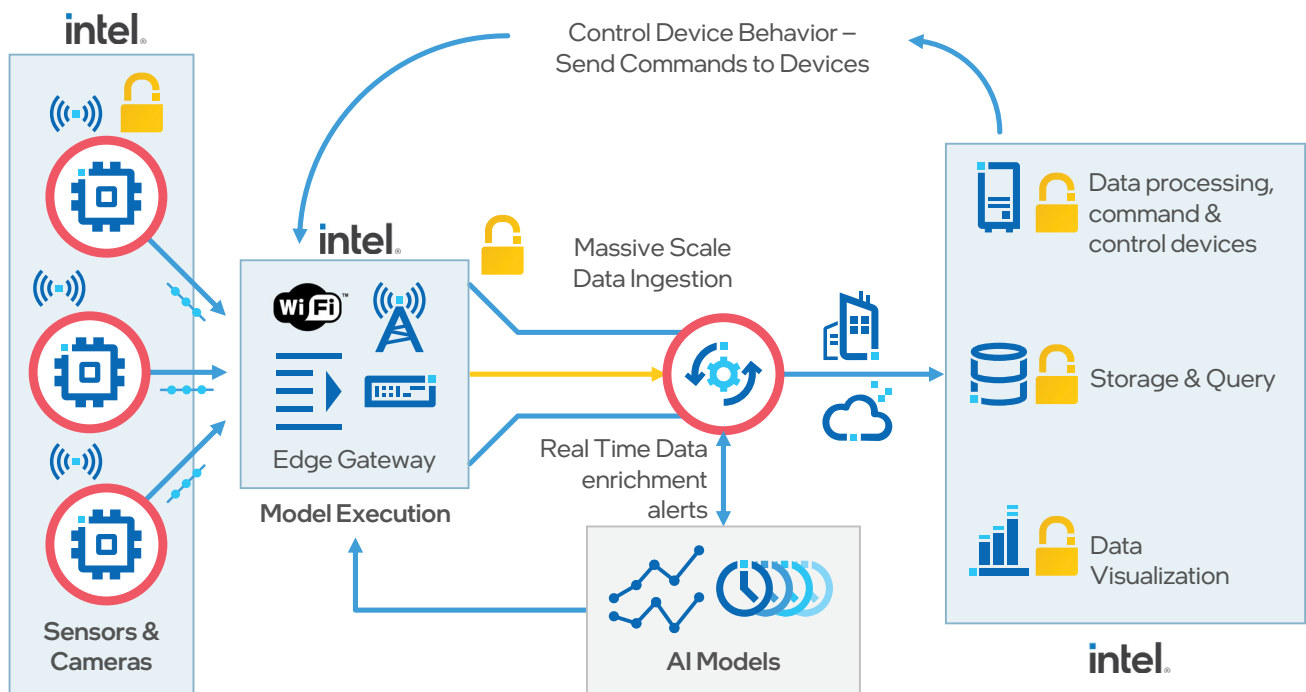 intel®
Control Device Behavior –
Send Commands to Devices
Data processing,
command &
control devices
intel®
Massive Scale
Data Ingestion
WiFi™
Storage & Query
Edge Gateway
Real Time Data
enrichment
alerts
Model Execution
Data
Visualization
Sensors &
Cameras
AI Models
intel®